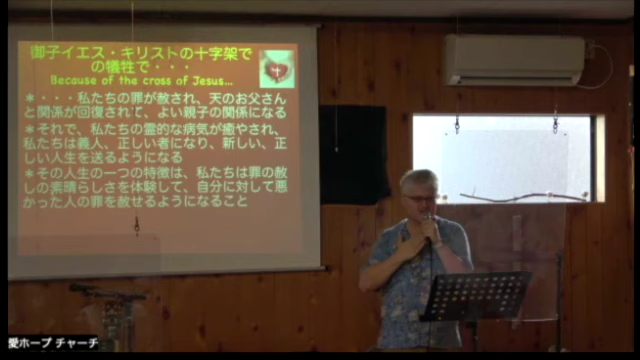 御子イエス・キリストの十字架で
の犠牲で・・・
Because of the cross of Jesus...
＊・・・私たちの罪が赦され、天のお父さん
と関係が回復されて、よい親子の関係になる
＊それで、私たちの霊的な病気が癒やされ、
私たちは義人、正しい者になり、新しい、正
しい人生を送るようになる
＊その人生の一つの特徴は、私たちは罪の赦
しの素晴らしさを体験して、自分に対して悪
かった人の罪を赦せるようになること
愛ホープ チャーチ